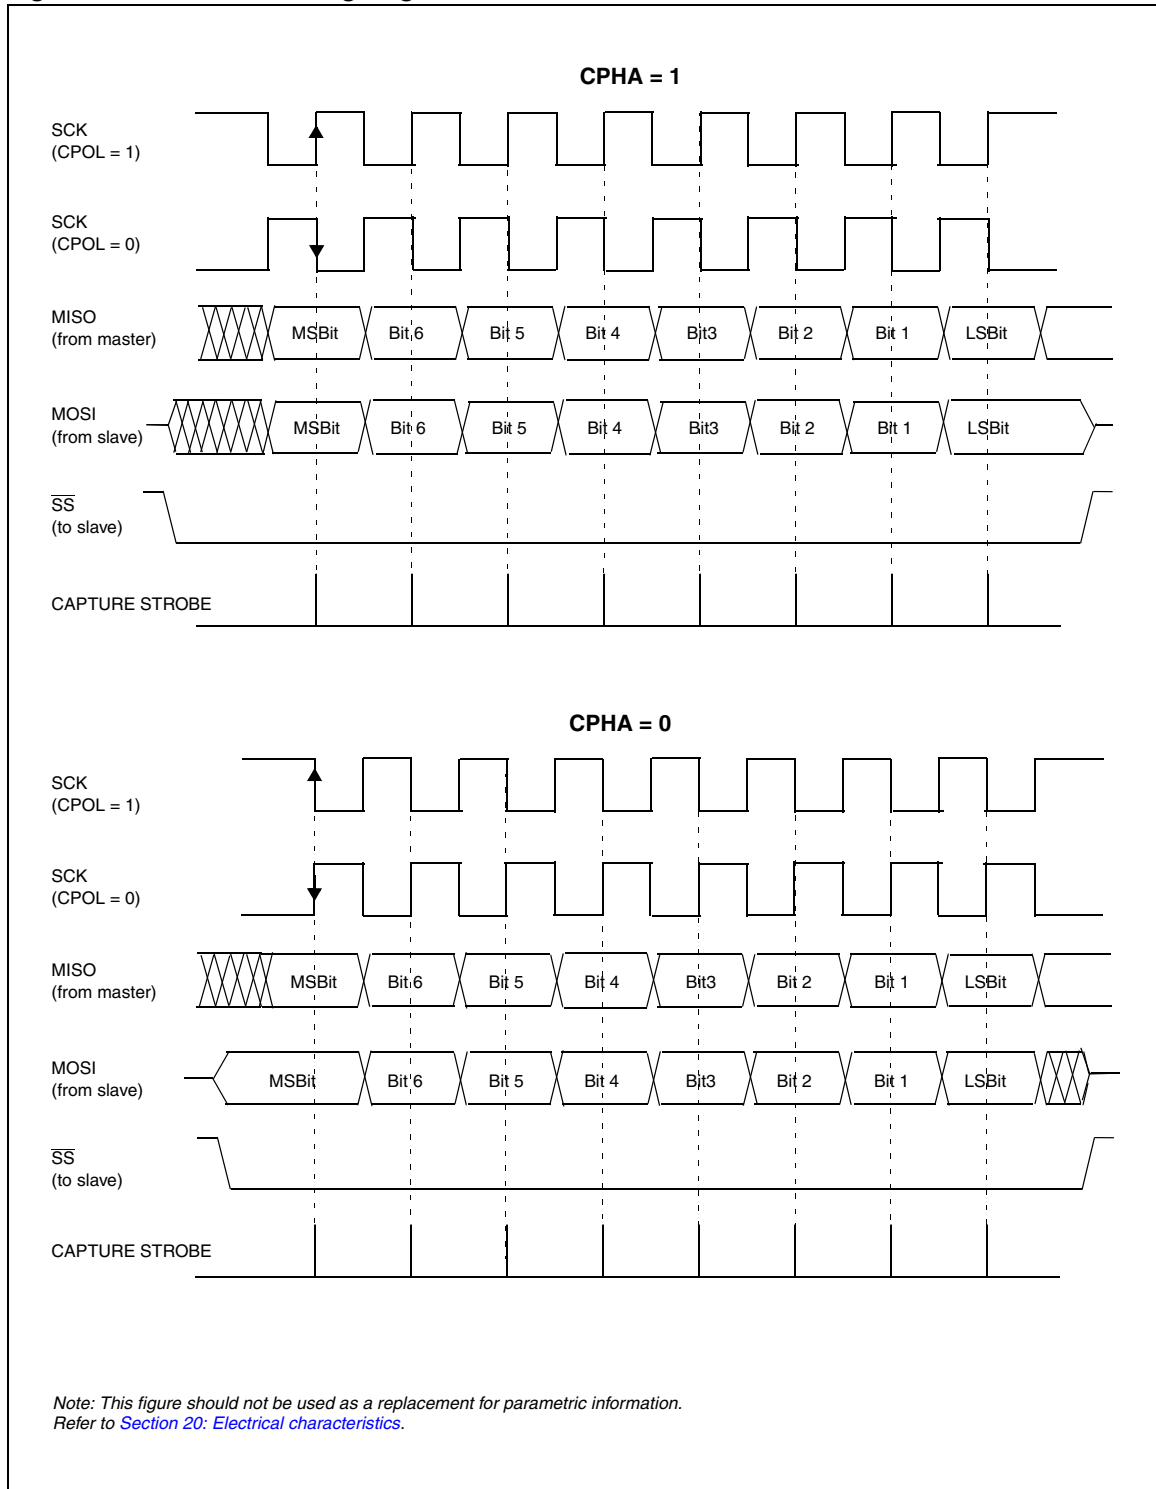 CPHA = 1
SCK
(CPOL = 1)
SCK
(CPOL = 0)
MISO
(from master)
MSBit Bit 6 Bit 5 Bit 4 Bit3 Bit 2 Bit 1 LSBit
MOSI
(from slave)
MSBit Bit 6 Bit 5 Bit 4 Bit3 Bit 2 Bit 1 LSBit
SS
(to slave)
CAPTURE STROBE
CPHA = 0
SCK
(CPOL = 1)
SCK
(CPOL = 0)
MISO
(from master)
MSBit Bit 6 Bit 5 Bit 4 Bit3 Bit 2 Bit 1 LSBit
MOSI
(from slave)
MSBit Bit 6 Bit 5 Bit 4 Bit3 Bit 2 Bit 1 LSBit
SS
(to slave)
CAPTURE STROBE
Note: This figure should not be used as a replacement for parametric information.
Refer to Section 20: Electrical characteristics.